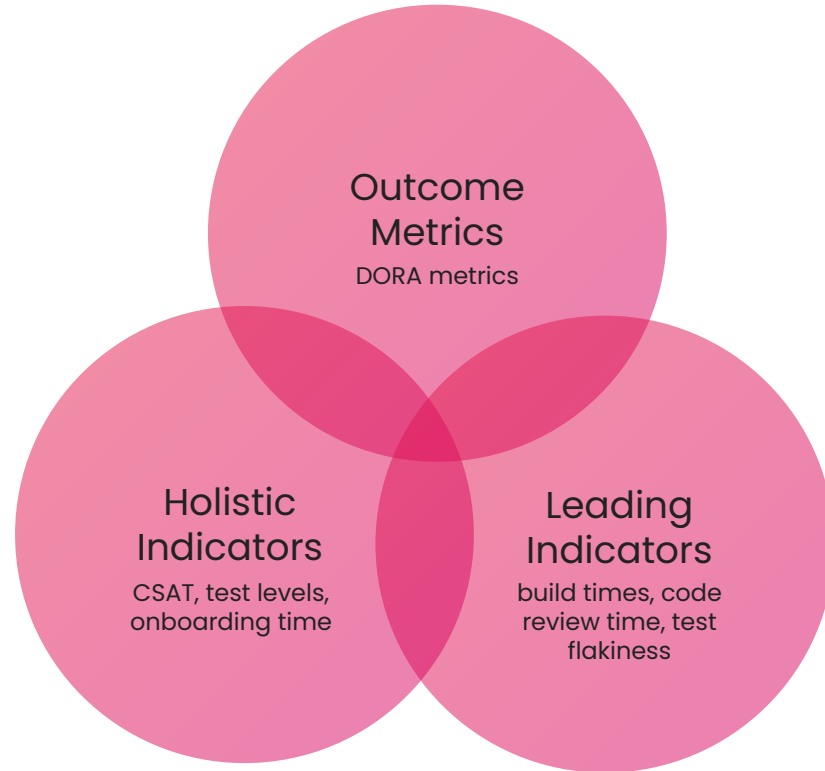 Outcome
Metrics
DORA metrics
Holistic
Indicators
CSAT, test levels,
onboarding time
Leading
Indicators
build times, code
review time, test
flakiness